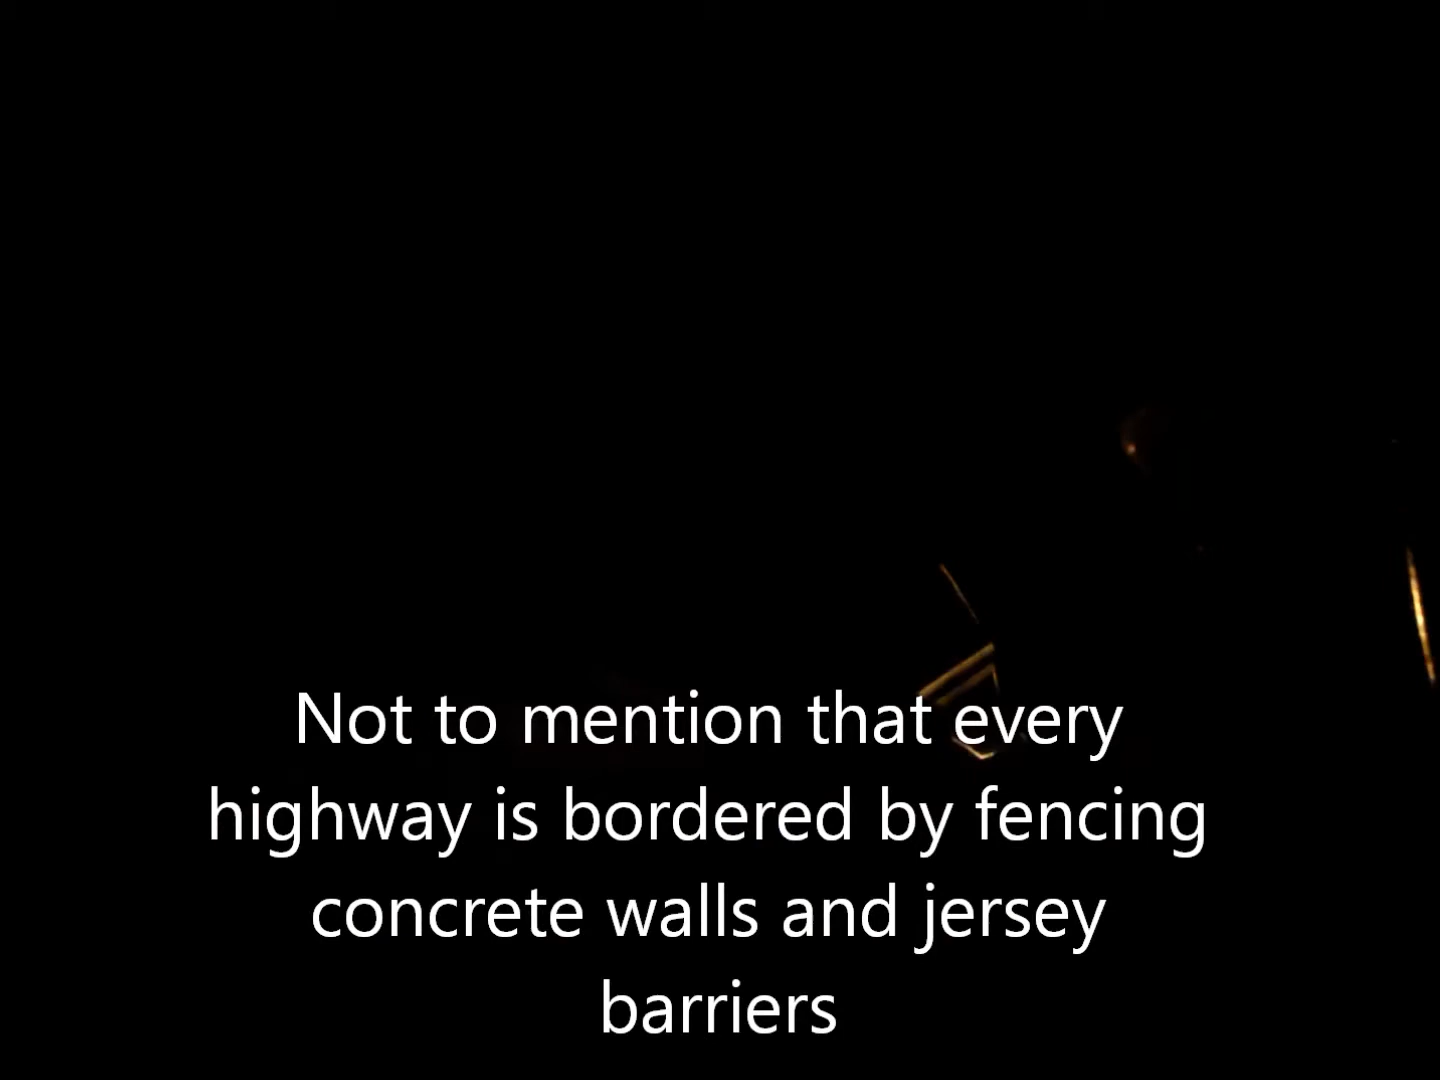 Not to mention that every
highway is bordered by fencing
concrete walls and jersey
barriers